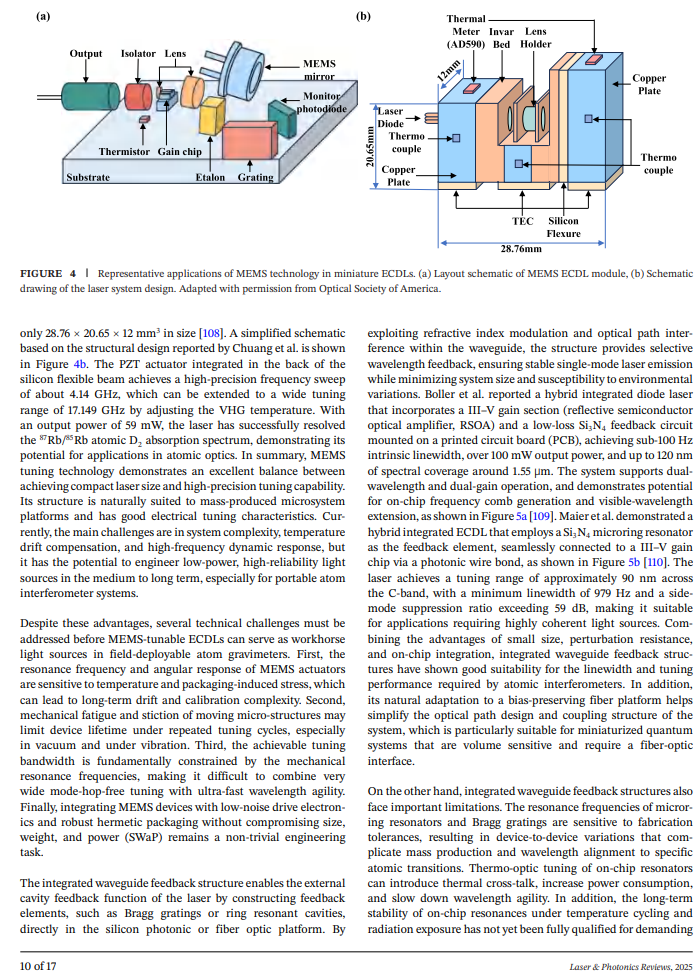 (a)
Output
Isolator
Lens
MEMS
mirror
Monitor
photodiode
Thermistor
Gain chip
Etalon
Grating
Substrate
(b)
Thermal
Meter
(AD590)
Invar
Bed
Lens
Holder
12mm
Copper
Plate
Laser
Diode
Thermo
couple
20.65mm
Copper
Plate
Thermo
couple
TEC
Silicon
Flexure
28.76mm
FIGURE 4 | Representative applications of MEMS technology in miniature ECDLs. (a) Layout schematic of MEMS ECDL module, (b) Schematic
drawing of the laser system design. Adapted with permission from Optical Society of America.
only 28.76 × 20.65 × 12 mm³ in size [108]. A simplified schematic
based on the structural design reported by Chuang et al. is shown
in Figure 4b. The PZT actuator integrated in the back of the
silicon flexible beam achieves a high-precision frequency sweep
of about 4.14 GHz, which can be extended to a wide tuning
range of 17.149 GHz by adjusting the VHG temperature. With
an output power of 59 mW, the laser has successfully resolved
the ⁸⁷Rb/⁸⁵Rb atomic D₂ absorption spectrum, demonstrating its
potential for applications in atomic optics. In summary, MEMS
tuning technology demonstrates an excellent balance between
achieving compact laser size and high-precision tuning capability.
Its structure is naturally suited to mass-produced microsystem
platforms and has good electrical tuning characteristics. Cur-
rently, the main challenges are in system complexity, temperature
drift compensation, and high-frequency dynamic response, but
it has the potential to engineer low-power, high-reliability light
sources in the medium to long term, especially for portable atom
interferometer systems.
Despite these advantages, several technical challenges must be
addressed before MEMS-tunable ECDLs can serve as workhorse
light sources in field-deployable atom gravimeters. First, the
resonance frequency and angular response of MEMS actuators
are sensitive to temperature and packaging-induced stress, which
can lead to long-term drift and calibration complexity. Second,
mechanical fatigue and stiction of moving micro-structures may
limit device lifetime under repeated tuning cycles, especially
in vacuum and under vibration. Third, the achievable tuning
bandwidth is fundamentally constrained by the mechanical
resonance frequencies, making it difficult to combine very
wide mode-hop-free tuning with ultra-fast wavelength agility.
Finally, integrating MEMS devices with low-noise drive electron-
ics and robust hermetic packaging without compromising size,
weight, and power (SWaP) remains a non-trivial engineering
task.
The integrated waveguide feedback structure enables the external
cavity feedback function of the laser by constructing feedback
elements, such as Bragg gratings or ring resonant cavities,
directly in the silicon photonic or fiber optic platform. By
exploiting refractive index modulation and optical path inter-
ference within the waveguide, the structure provides selective
wavelength feedback, ensuring stable single-mode laser emission
while minimizing system size and susceptibility to environmental
variations. Boller et al. reported a hybrid integrated diode laser
that incorporates a III–V gain section (reflective semiconductor
optical amplifier, RSOA) and a low-loss Si₃N₄ feedback circuit
mounted on a printed circuit board (PCB), achieving sub-100 Hz
intrinsic linewidth, over 100 mW output power, and up to 120 nm
of spectral coverage around 1.55 μm. The system supports dual-
wavelength and dual-gain operation, and demonstrates potential
for on-chip frequency comb generation and visible-wavelength
extension, as shown in Figure 5a [109]. Maier et al. demonstrated a
hybrid integrated ECDL that employs a Si₃N₄ microring resonator
as the feedback element, seamlessly connected to a III–V gain
chip via a photonic wire bond, as shown in Figure 5b [110]. The
laser achieves a tuning range of approximately 90 nm across
the C-band, with a minimum linewidth of 979 Hz and a side-
mode suppression ratio exceeding 59 dB, making it suitable
for applications requiring highly coherent light sources. Com-
bining the advantages of small size, perturbation resistance,
and on-chip integration, integrated waveguide feedback struc-
tures have shown good suitability for the linewidth and tuning
performance required by atomic interferometers. In addition,
its natural adaptation to a bias-preserving fiber platform helps
simplify the optical path design and coupling structure of the
system, which is particularly suitable for miniaturized quantum
systems that are volume sensitive and require a fiber-optic
interface.
On the other hand, integrated waveguide feedback structures also
face important limitations. The resonance frequencies of micror-
ing resonators and Bragg gratings are sensitive to fabrication
tolerances, resulting in device-to-device variations that com-
plicate mass production and wavelength alignment to specific
atomic transitions. Thermo-optic tuning of on-chip resonators
can introduce thermal cross-talk, increase power consumption,
and slow down wavelength agility. In addition, the long-term
stability of on-chip resonances under temperature cycling and
radiation exposure has not yet been fully qualified for demanding
10 of 17
Laser & Photonics Reviews, 2025